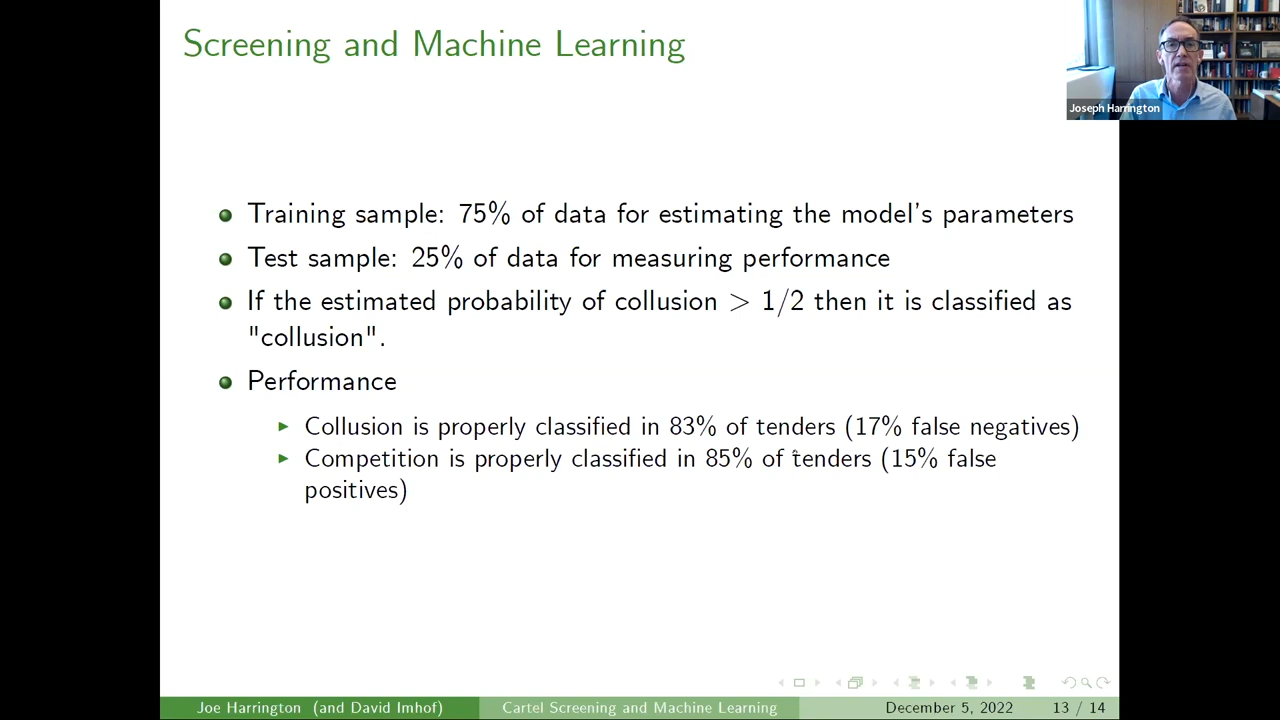 Screening and Machine Learning
Joseph Harrington
Training sample: 75% of data for estimating the model's parameters
Test sample: 25% of data for measuring performance
If the estimated probability of collusion > 1/2 then it is classified as
"collusion".
Performance
Collusion is properly classified in 83% of tenders (17% false negatives)
Competition is properly classified in 85% of tenders (15% false
positives)
Joe Harrington (and David Imhof) Cartel Screening and Machine Learning December 5, 2022 13 / 14